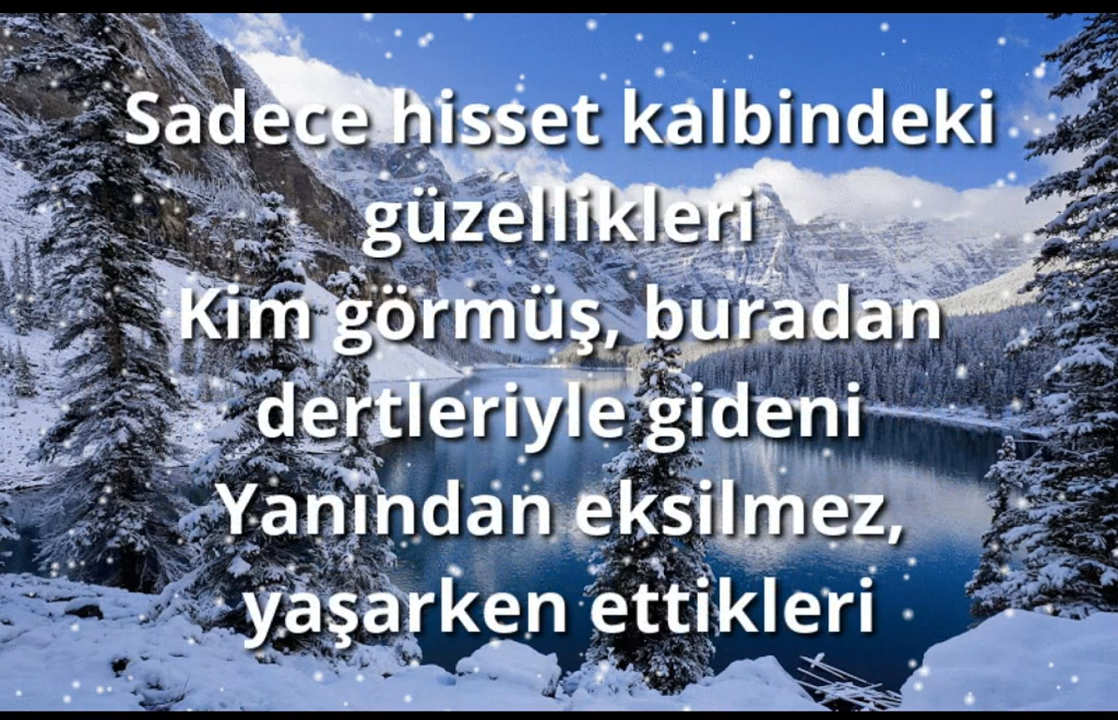 Sadece hisset kalbindeki
güzellikleri
Kim görmüş, buradan
dertleriyle gideni
Yanından eksilmez,
yaşarken ettikleri